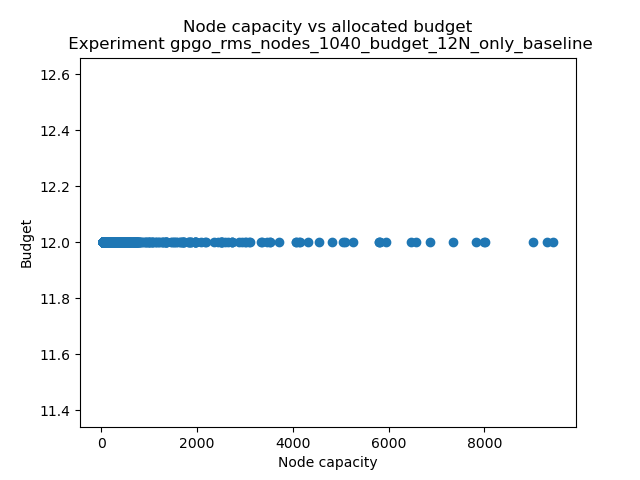 Node capacity vs allocated budget
Experiment gpgo_rms_nodes_1040_budget_12N_only_baseline
12.6
12.4
12.2
12.0
11.8
11.6
11.4
Budget
0 2000 4000 6000 8000
Node capacity